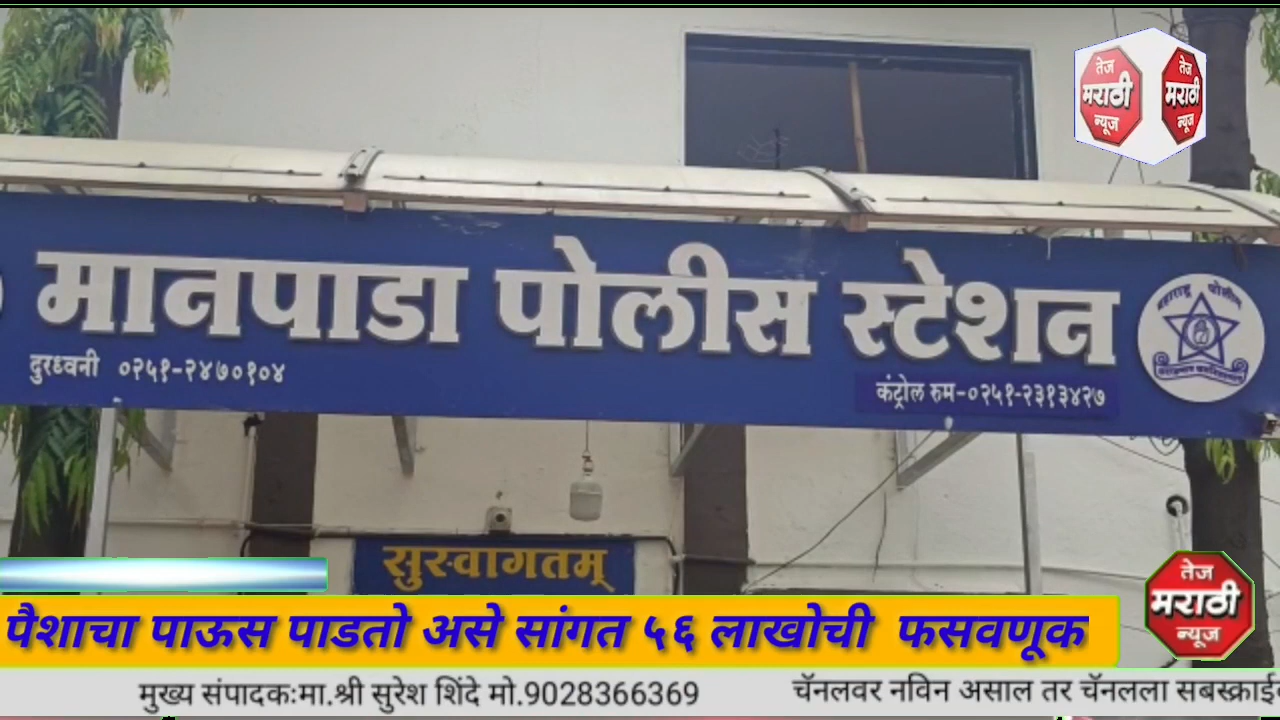 तेज
मराठी
न्यूज
तेज
मराठी
न्यूज
मानपाडा पोलीस स्टेशन
महाराष्ट्र पोलीस
दुरध्वनी ०२५१-२४७०१०४
कंट्रोल रुम-०२५१-२३१३४२७
सुस्वागतम्
पैशाचा पाऊस पाडतो असे सांगत ५६ लाखोची फसवणूक
तेज
मराठी
न्यूज
मुख्य संपादकःमा.श्री सुरेश शिंदे मो.9028366369 चॅनलवर नविन असाल तर चॅनलला